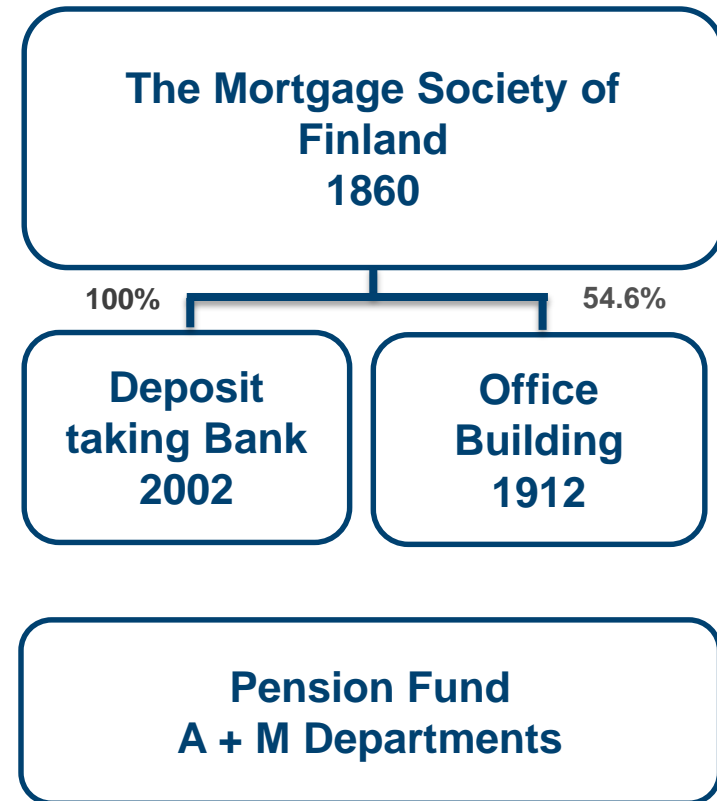 The Mortgage Society of
Finland
1860
100%
54.6%
Deposit
taking Bank
2002
Office
Building
1912
Pension Fund
A + M Departments